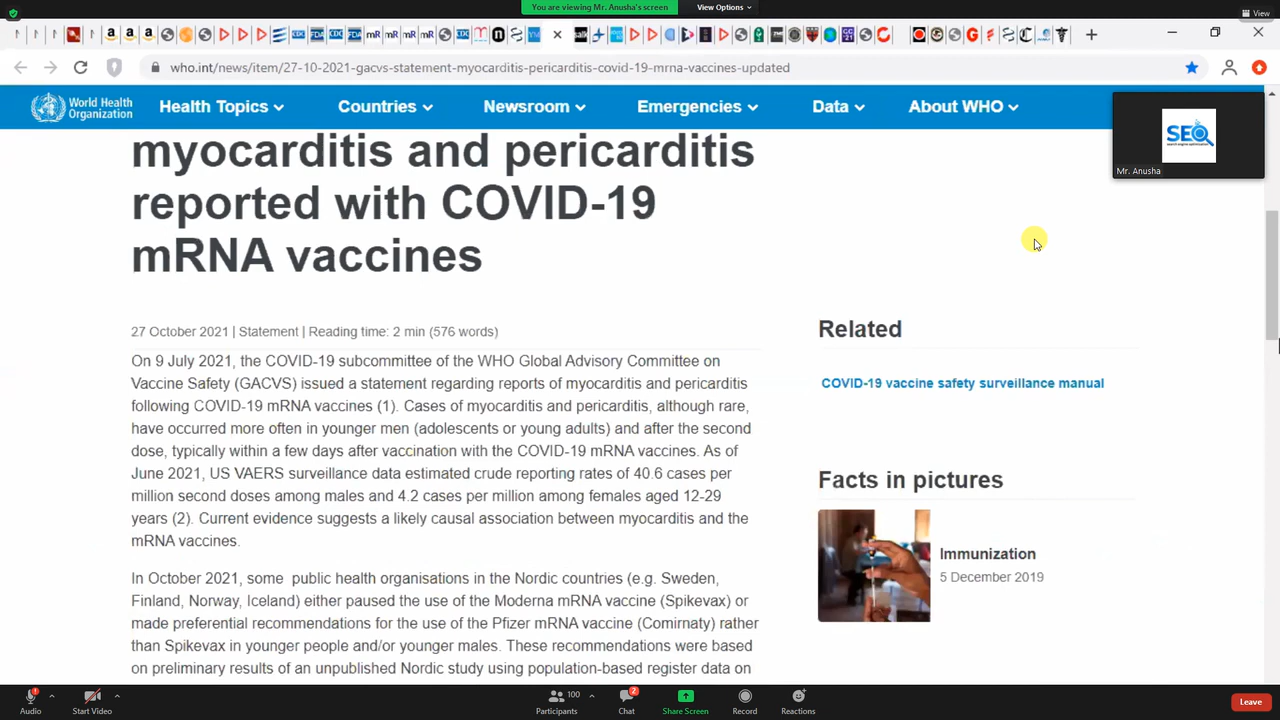 You are viewing Mr. Anusha's screen
View Options
View
who.int/news/item/27-10-2021-gacvs-statement-myocarditis-pericarditis-covid-19-mrna-vaccines-updated
World Health
Organization
Health Topics
Countries
Newsroom
Emergencies
Data
About WHO
SEO
Mr. Anusha
myocarditis and pericarditis
reported with COVID-19
mRNA vaccines
27 October 2021 | Statement | Reading time: 2 min (576 words)
On 9 July 2021, the COVID-19 subcommittee of the WHO Global Advisory Committee on
Vaccine Safety (GACVS) issued a statement regarding reports of myocarditis and pericarditis
following COVID-19 mRNA vaccines (1). Cases of myocarditis and pericarditis, although rare,
have occurred more often in younger men (adolescents or young adults) and after the second
dose, typically within a few days after vaccination with the COVID-19 mRNA vaccines. As of
June 2021, US VAERS surveillance data estimated crude reporting rates of 40.6 cases per
million second doses among males and 4.2 cases per million among females aged 12-29
years (2). Current evidence suggests a likely causal association between myocarditis and the
mRNA vaccines.
In October 2021, some public health organisations in the Nordic countries (e.g. Sweden,
Finland, Norway, Iceland) either paused the use of the Moderna mRNA vaccine (Spikevax) or
made preferential recommendations for the use of the Pfizer mRNA vaccine (Comirnaty) rather
than Spikevax in younger people and/or younger males. These recommendations were based
on preliminary results of an unpublished Nordic study using population-based register data on
Related
COVID-19 vaccine safety surveillance manual
Facts in pictures
Immunization
5 December 2019
Audio
Start Video
100
Participants
2
Chat
Share Screen
Record
Reactions
Leave